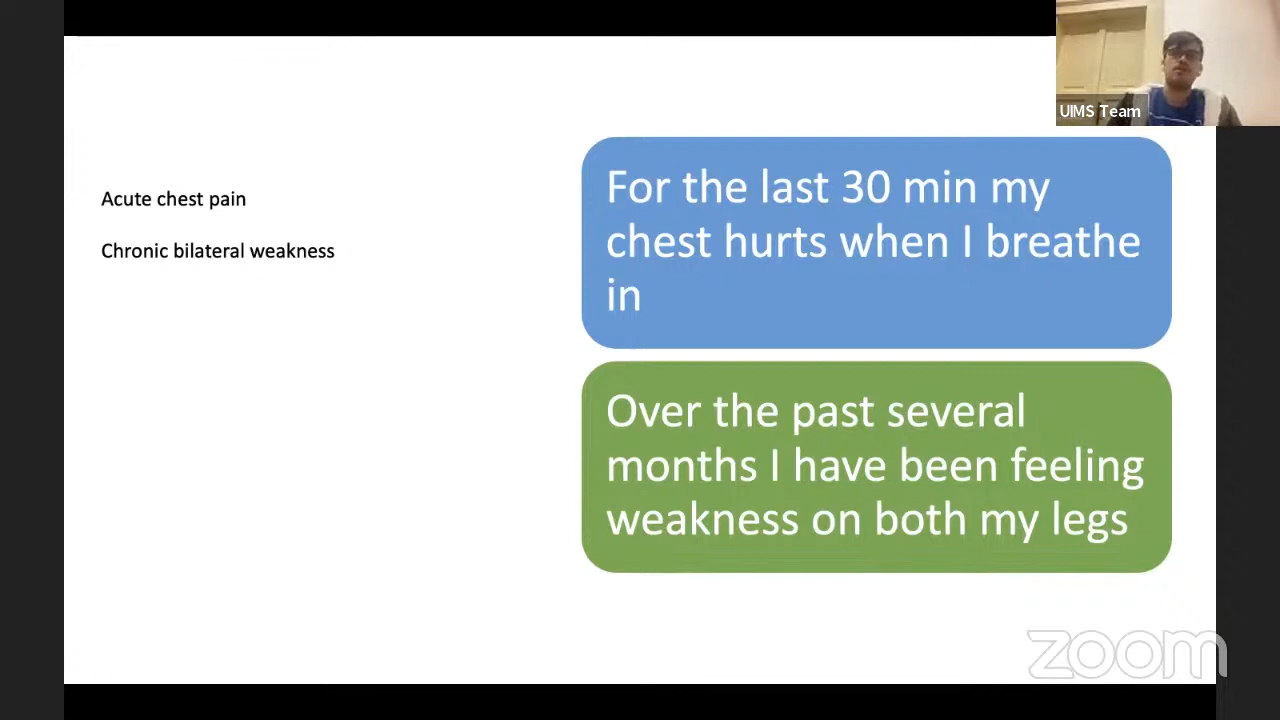 UIMS Team
Acute chest pain
Chronic bilateral weakness
For the last 30 min my
chest hurts when I breathe
in
Over the past several
months I have been feeling
weakness on both my legs
zoom